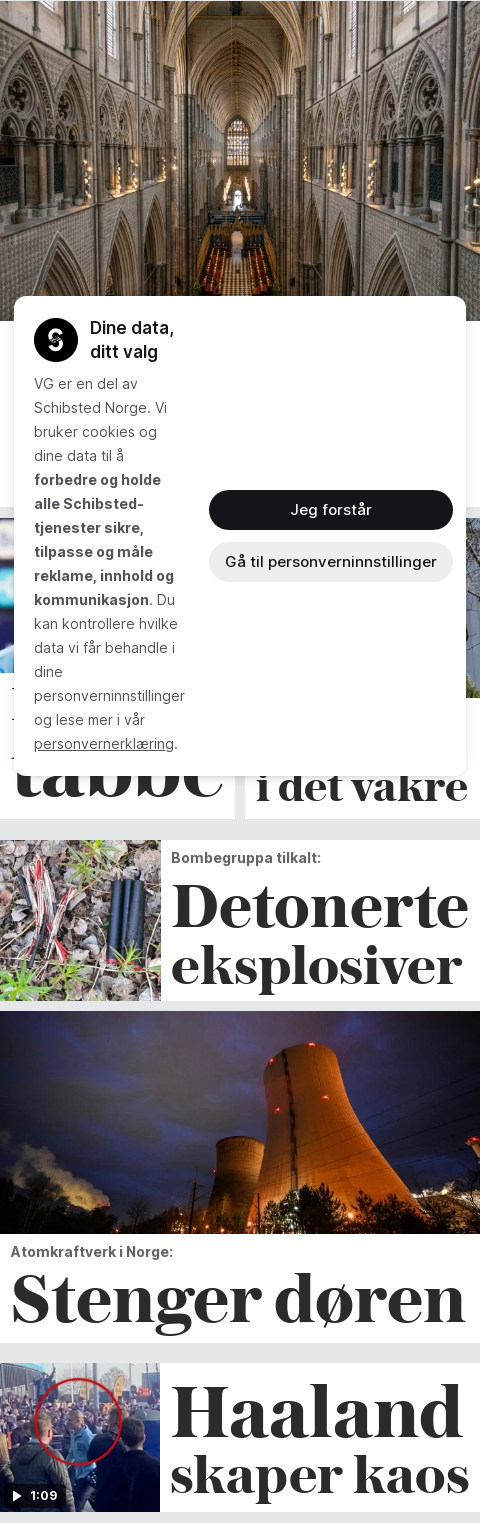 Dine data,
ditt valg
VG er en del av
Schibsted Norge. Vi
bruker cookies og
dine data til å
forbedre og holde
alle Schibsted-
tjenester sikre,
tilpasse og måle
reklame, innhold og
kommunikasjon. Du
kan kontrollere hvilke
data vi får behandle i
dine
personverninnstillinger
og lese mer i vår
personvernerklæring.
Jeg forstår
Gå til personverninnstillinger
tabbe
i det vakre
Bombegruppa tilkalt:
Detonerte
eksplosiver
Atomkraftverk i Norge:
Stenger døren
1:09
Haaland
skaper kaos